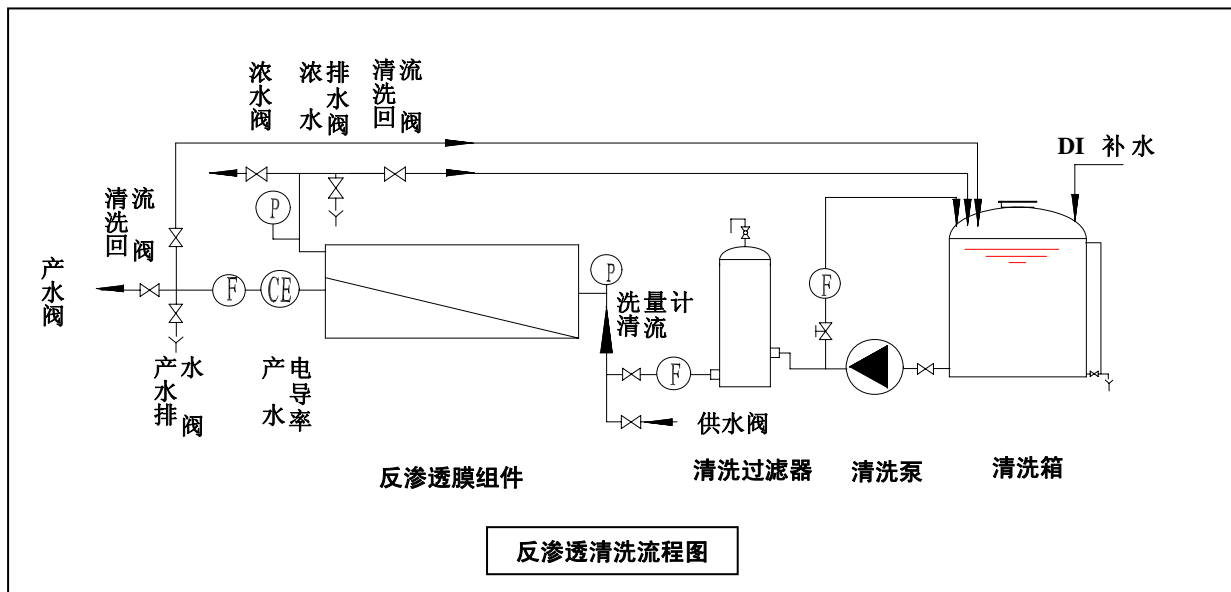 浓水阀
浓水排水阀
清洗回流阀
DI 补水
清洗回流阀
P
产水阀
F
CE
P
F
清洗流量计
F
产水排水阀
产水电导率
供水阀
反渗透膜组件
清洗过滤器
清洗泵
清洗箱
反渗透清洗流程图